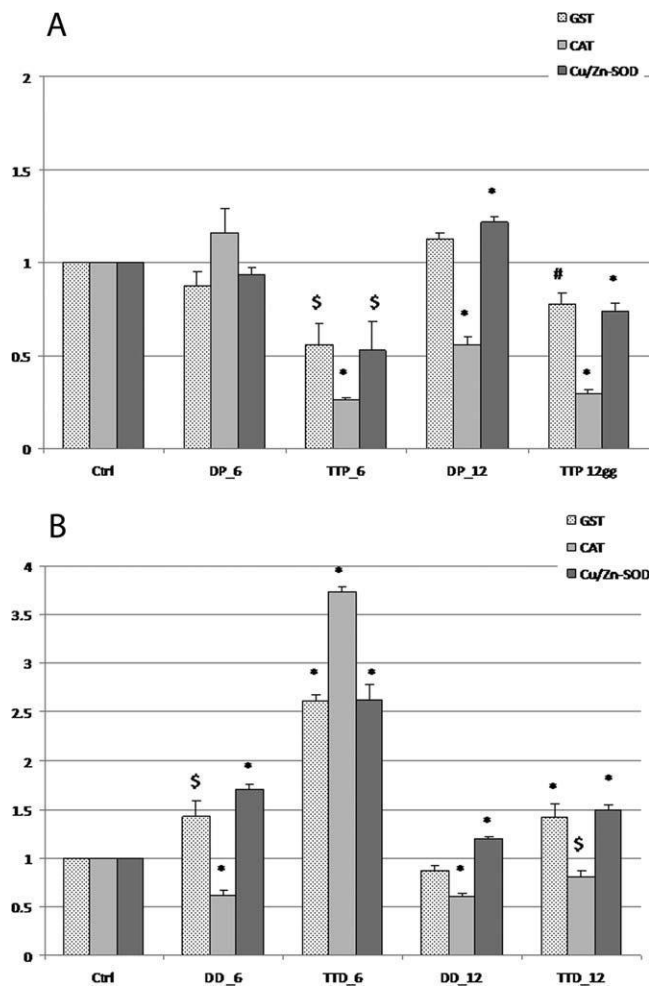 A
GST
CAT
Cu/Zn-SOD
2
1.5
1
0.5
0
$ $ * * * # * *
Ctrl DP_6 TTP_6 DP_12 TTP 12gg
B
GST
CAT
Cu/Zn-SOD
4
3.5
3
2.5
2
1.5
1
0.5
0
$ * * * * * * * * $ *
Ctrl DD_6 TTD_6 DD_12 TTD_12